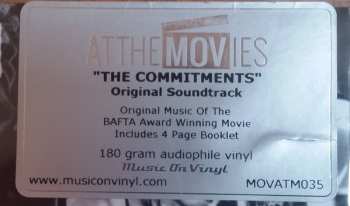 ATTHEMOVIES
"THE COMMITMENTS"
Original Soundtrack
Original Music Of The
BAFTA Award Winning Movie
Includes 4 Page Booklet
180 gram audiophile vinyl
Music On Vinyl
www.musiconvinyl.com MOVATM035